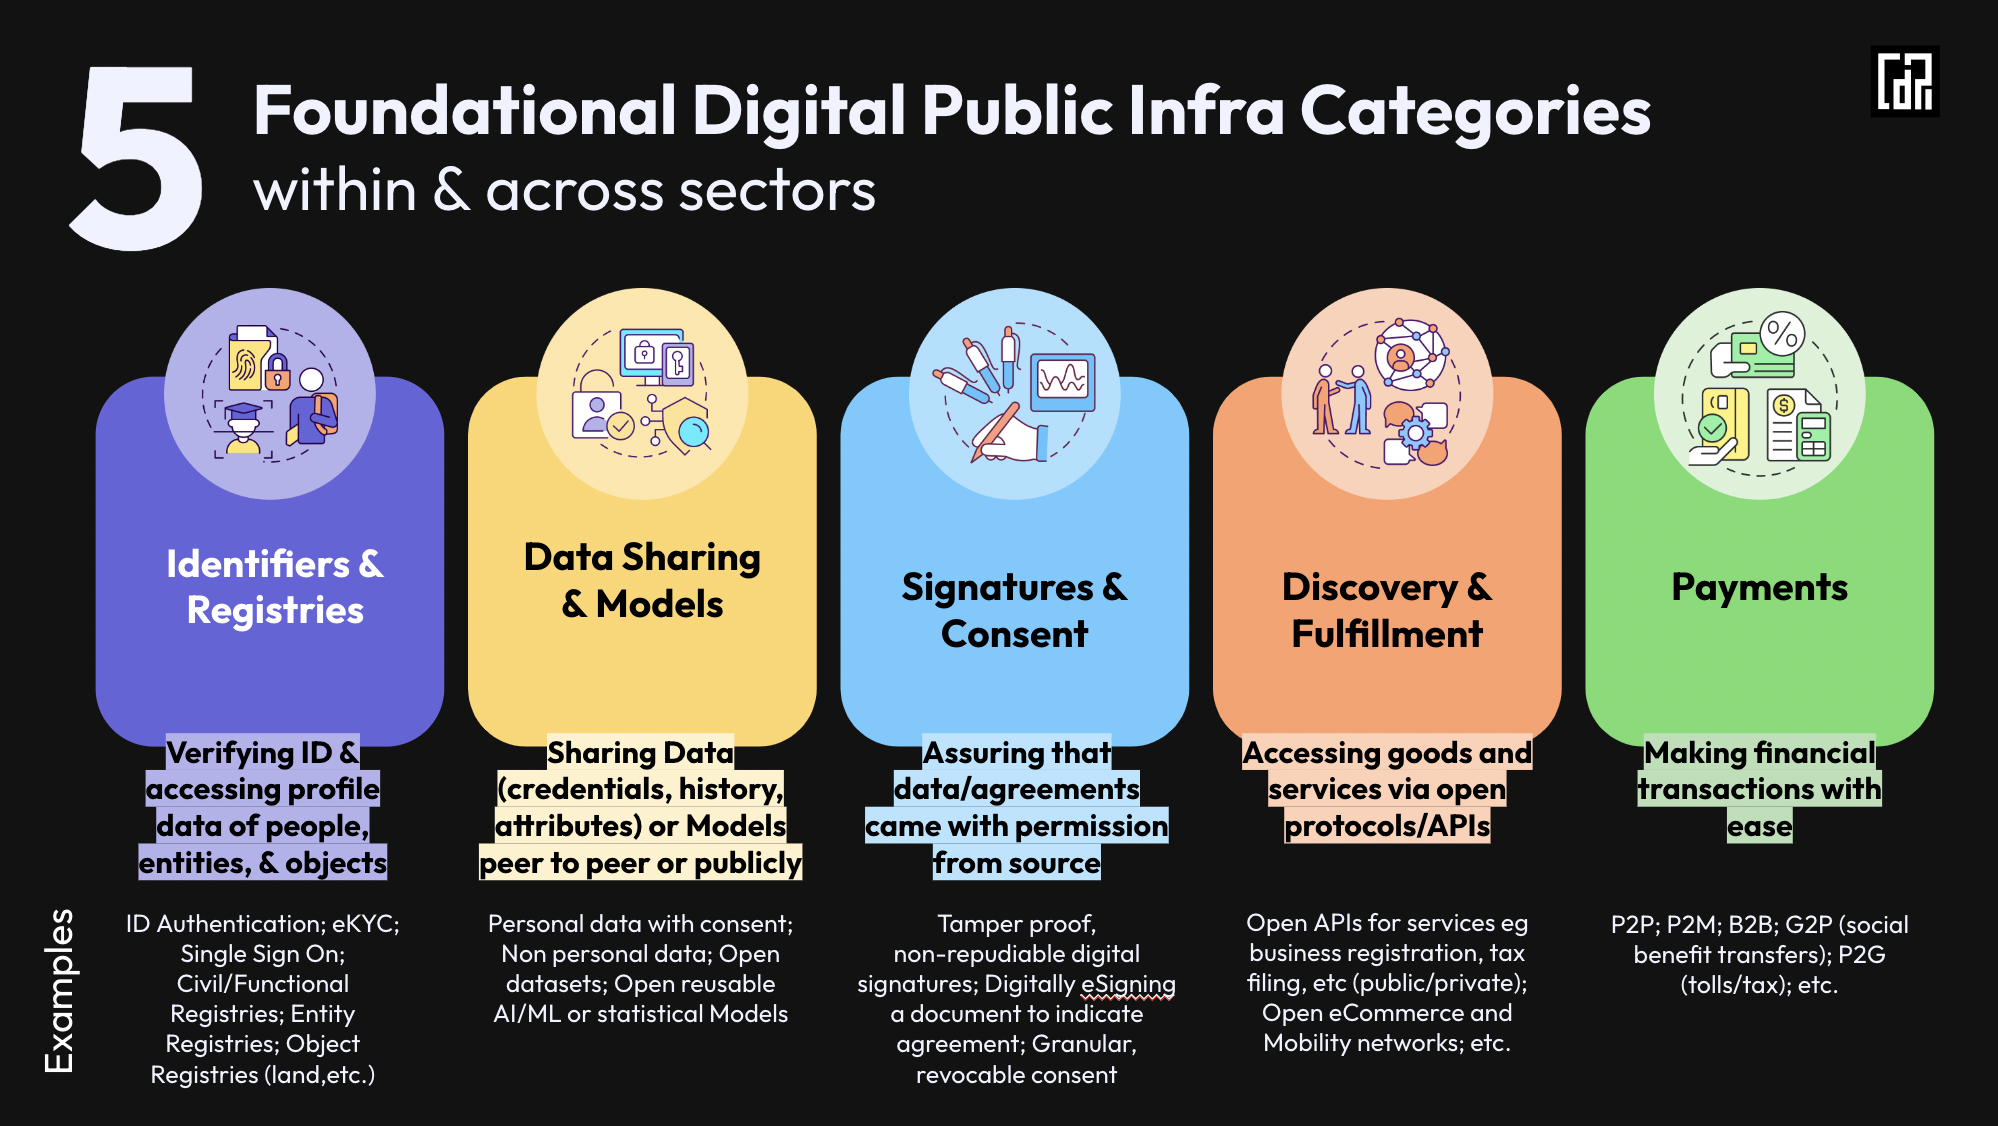 5
Foundational Digital Public Infra Categories
within & across sectors
Identifiers &
Registries
Verifying ID &
accessing profile
data of people,
entities, & objects
Data Sharing
& Models
Sharing Data
(credentials, history,
attributes) or Models
peer to peer or publicly
Signatures &
Consent
Assuring that
data/agreements
came with permission
from source
Discovery &
Fulfillment
Accessing goods and
services via open
protocols/APIs
Payments
Making financial
transactions with
ease
Examples
ID Authentication; eKYC;
Single Sign On;
Civil/Functional
Registries; Entity
Registries; Object
Registries (land,etc.)
Personal data with consent;
Non personal data; Open
datasets; Open reusable
AI/ML or statistical Models
Tamper proof,
non-repudiable digital
signatures; Digitally eSigning
a document to indicate
agreement; Granular,
revocable consent
Open APIs for services eg
business registration, tax
filing, etc (public/private);
Open eCommerce and
Mobility networks; etc.
P2P; P2M; B2B; G2P (social
benefit transfers); P2G
(tolls/tax); etc.